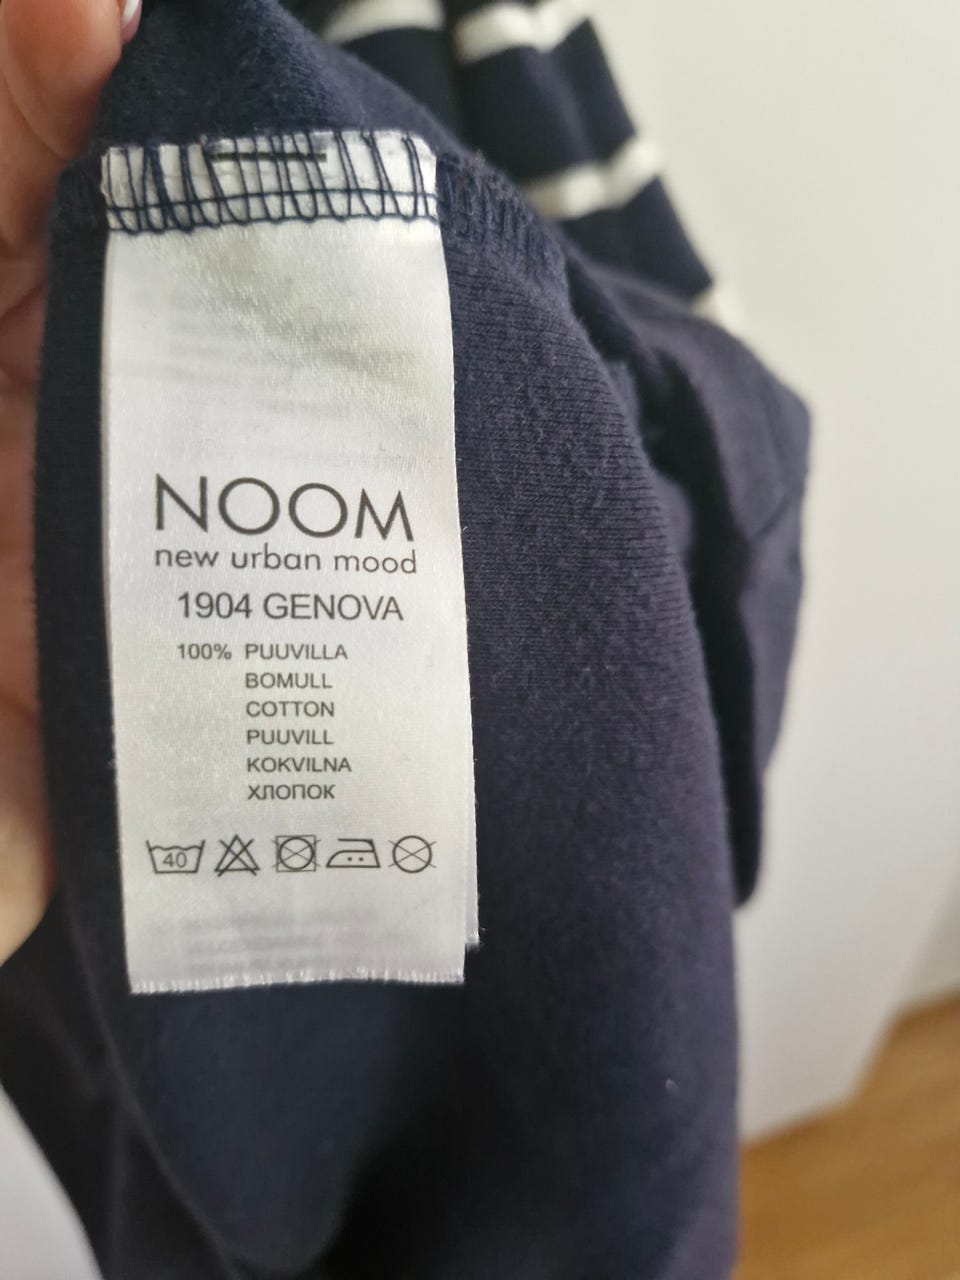 NOOM
new urban mood
1904 GENOVA
100% PUUVILLA
BOMULL
COTTON
PUUVILL
KOKVILNA
ХЛОПОК
40